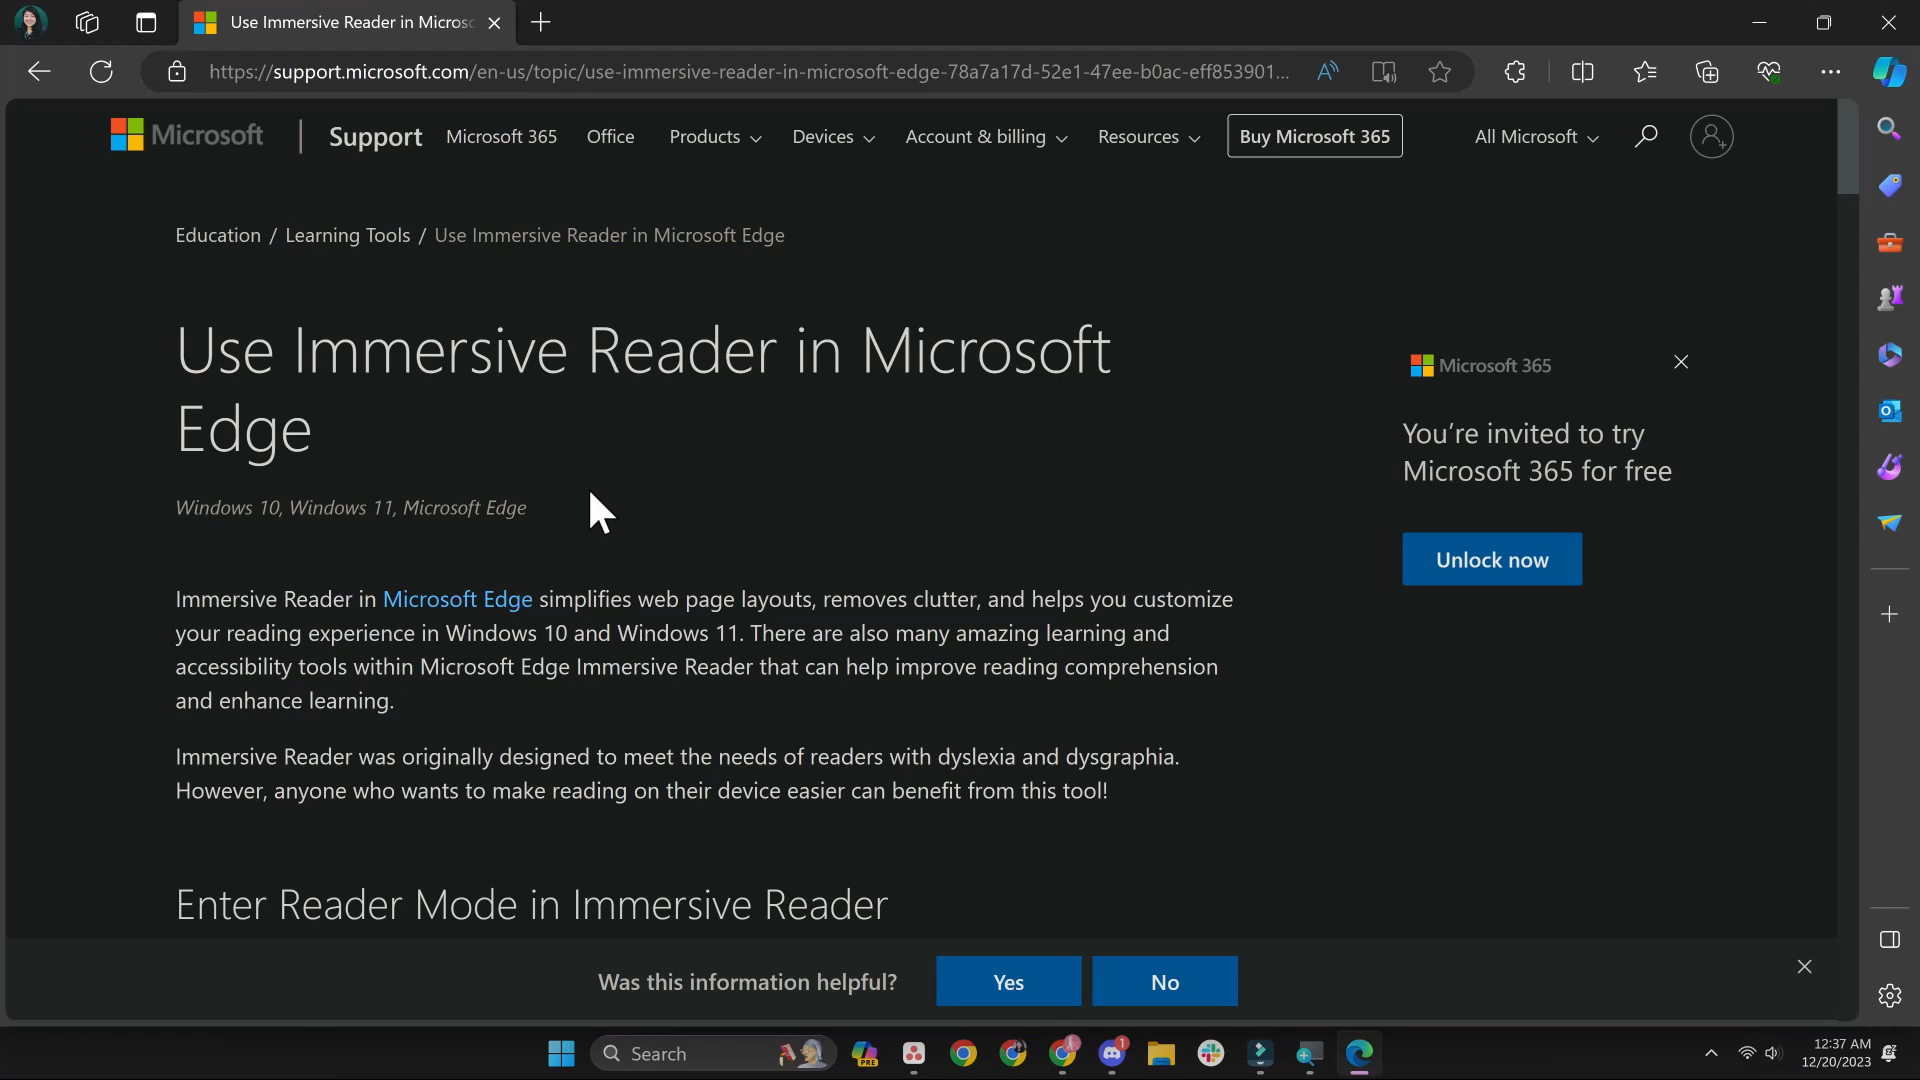 Use Immersive Reader in Micros
https://support.microsoft.com/en-us/topic/use-immersive-reader-in-microsoft-edge-78a7a17d-52e1-47ee-b0ac-eff853901...
Microsoft
Support
Microsoft 365
Office
Products
Devices
Account & billing
Resources
Buy Microsoft 365
All Microsoft
Education / Learning Tools / Use Immersive Reader in Microsoft Edge
Use Immersive Reader in Microsoft
Edge
Windows 10, Windows 11, Microsoft Edge
Immersive Reader in Microsoft Edge simplifies web page layouts, removes clutter, and helps you customize
your reading experience in Windows 10 and Windows 11. There are also many amazing learning and
accessibility tools within Microsoft Edge Immersive Reader that can help improve reading comprehension
and enhance learning.
Immersive Reader was originally designed to meet the needs of readers with dyslexia and dysgraphia.
However, anyone who wants to make reading on their device easier can benefit from this tool!
Enter Reader Mode in Immersive Reader
Microsoft 365
You're invited to try
Microsoft 365 for free
Unlock now
Was this information helpful?
Yes
No
Search
PRE
1
12:37 AM
12/20/2023